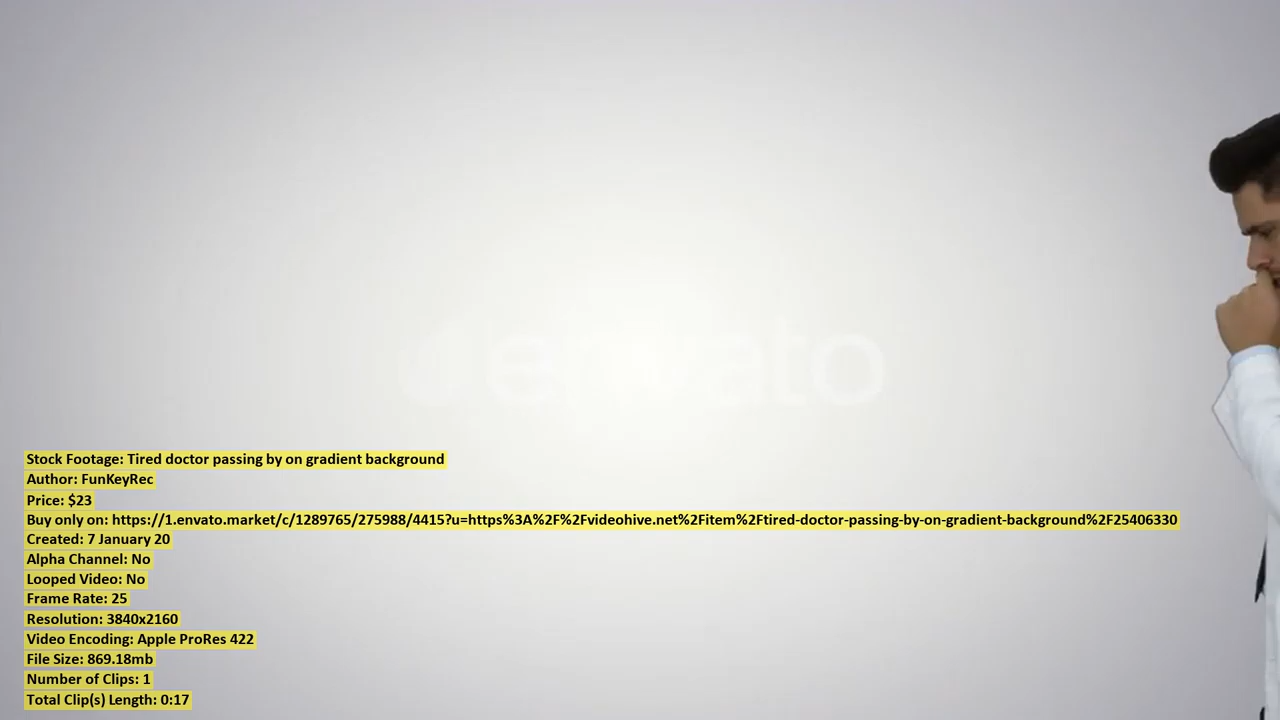 envato
Stock Footage: Tired doctor passing by on gradient background
Author: FunKeyRec
Price: $23
Buy only on: https://1.envato.market/c/1289765/275988/4415?u=https%3A%2F%2Fvideohive.net%2Fitem%2Ftired-doctor-passing-by-on-gradient-background%2F25406330
Created: 7 January 20
Alpha Channel: No
Looped Video: No
Frame Rate: 25
Resolution: 3840x2160
Video Encoding: Apple ProRes 422
File Size: 869.18mb
Number of Clips: 1
Total Clip(s) Length: 0:17